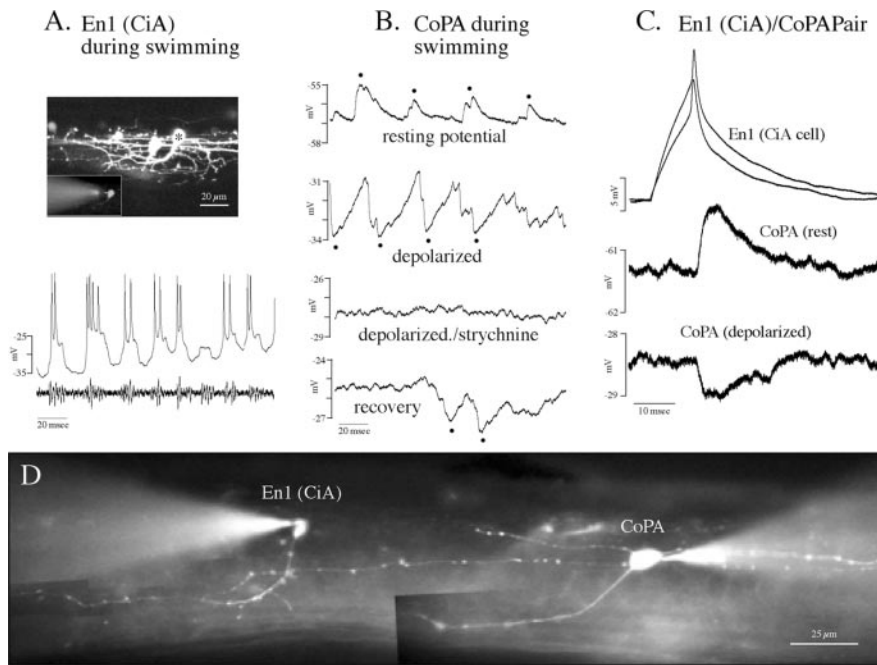 A. En1 (CiA)
during swimming
*
20 µm
-25
mV
-35
20 msec
B. CoPA during
swimming
-55
mV
-58
resting potential
-31
mV
-34
depolarized
-26
mV
-29
depolarized./strychnine
-24
mV
-27
recovery
20 msec
C. En1 (CiA)/CoPAPair
En1 (CiA cell)
5 mV
CoPA (rest)
-61
mV
-62
CoPA (depolarized)
-28
mV
-29
10 msec
D
En1 (CiA)
CoPA
25 µm